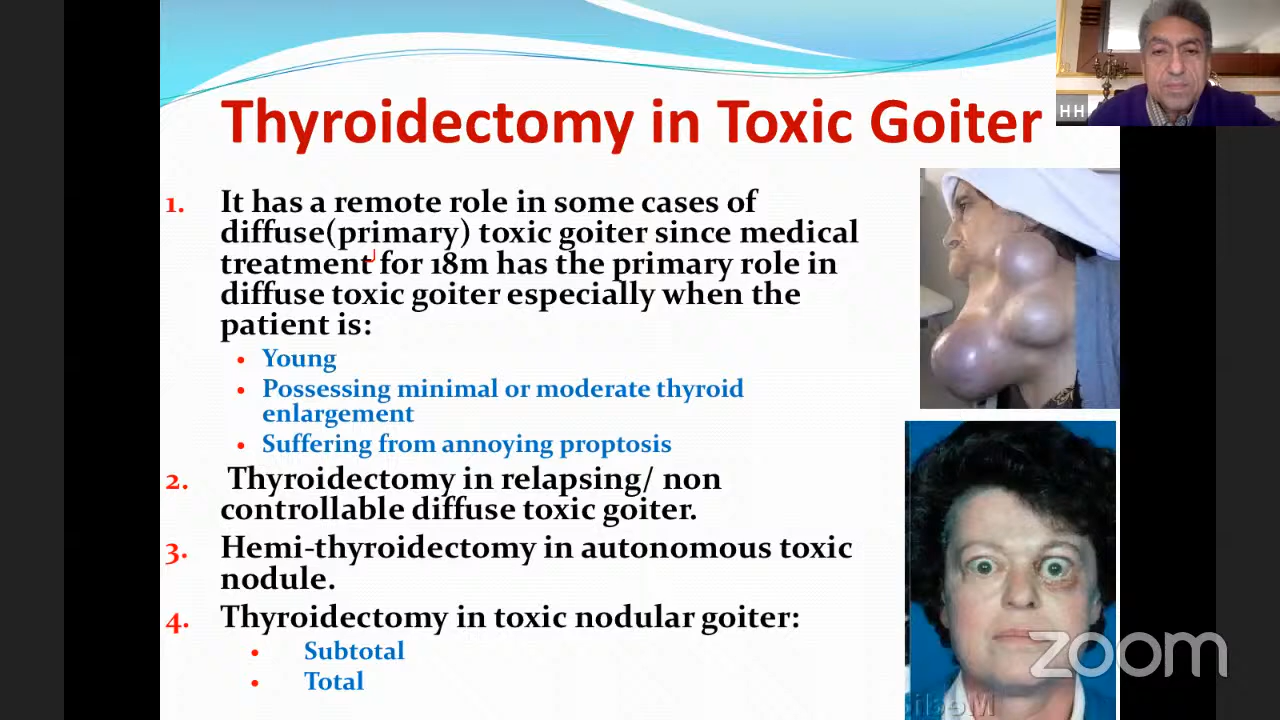 Thyroidectomy in Toxic Goiter
HH
1. It has a remote role in some cases of
diffuse(primary) toxic goiter since medical
treatment for 18m has the primary role in
diffuse toxic goiter especially when the
patient is:
• Young
• Possessing minimal or moderate thyroid
enlargement
• Suffering from annoying proptosis
2. Thyroidectomy in relapsing/ non
controllable diffuse toxic goiter.
3. Hemi-thyroidectomy in autonomous toxic
nodule.
4. Thyroidectomy in toxic nodular goiter:
• Subtotal
• Total
zoom